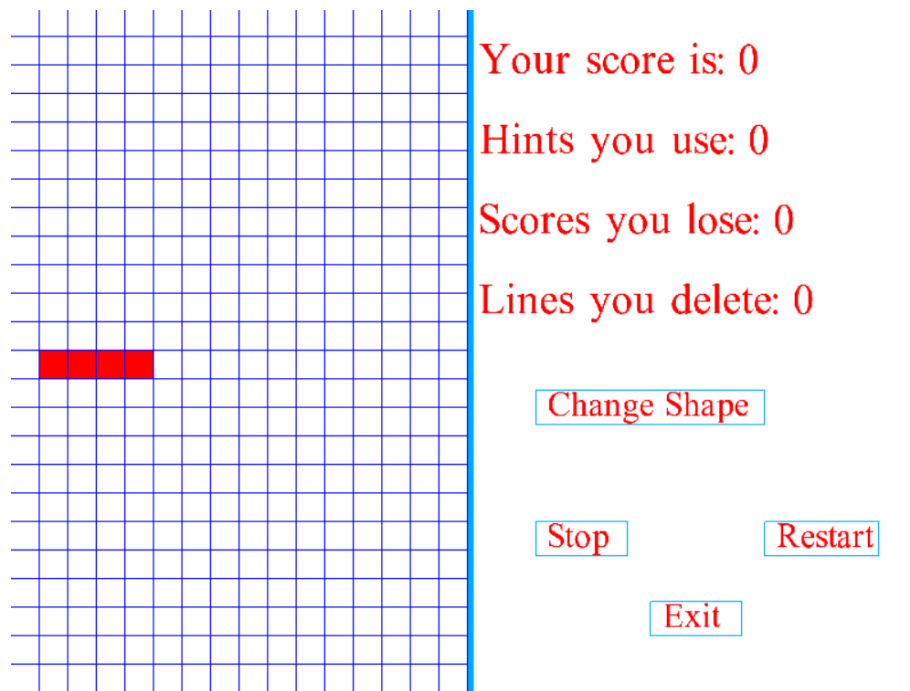 Your score is: 0
Hints you use: 0
Scores you lose: 0
Lines you delete: 0
Change Shape
Stop
Restart
Exit